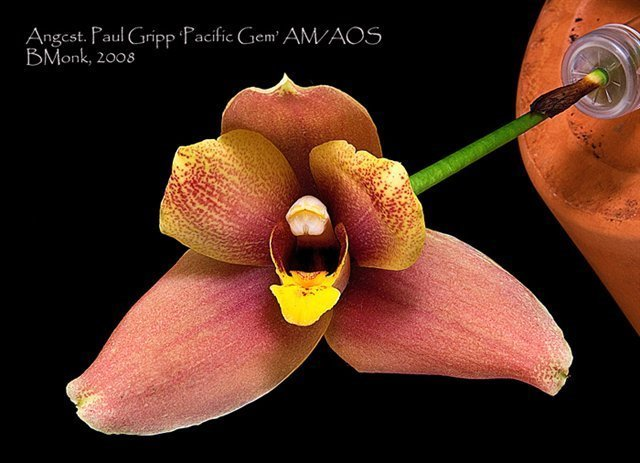 Angcst. Paul Gripp 'Pacific Gem' AM/AOS
BMonk, 2008